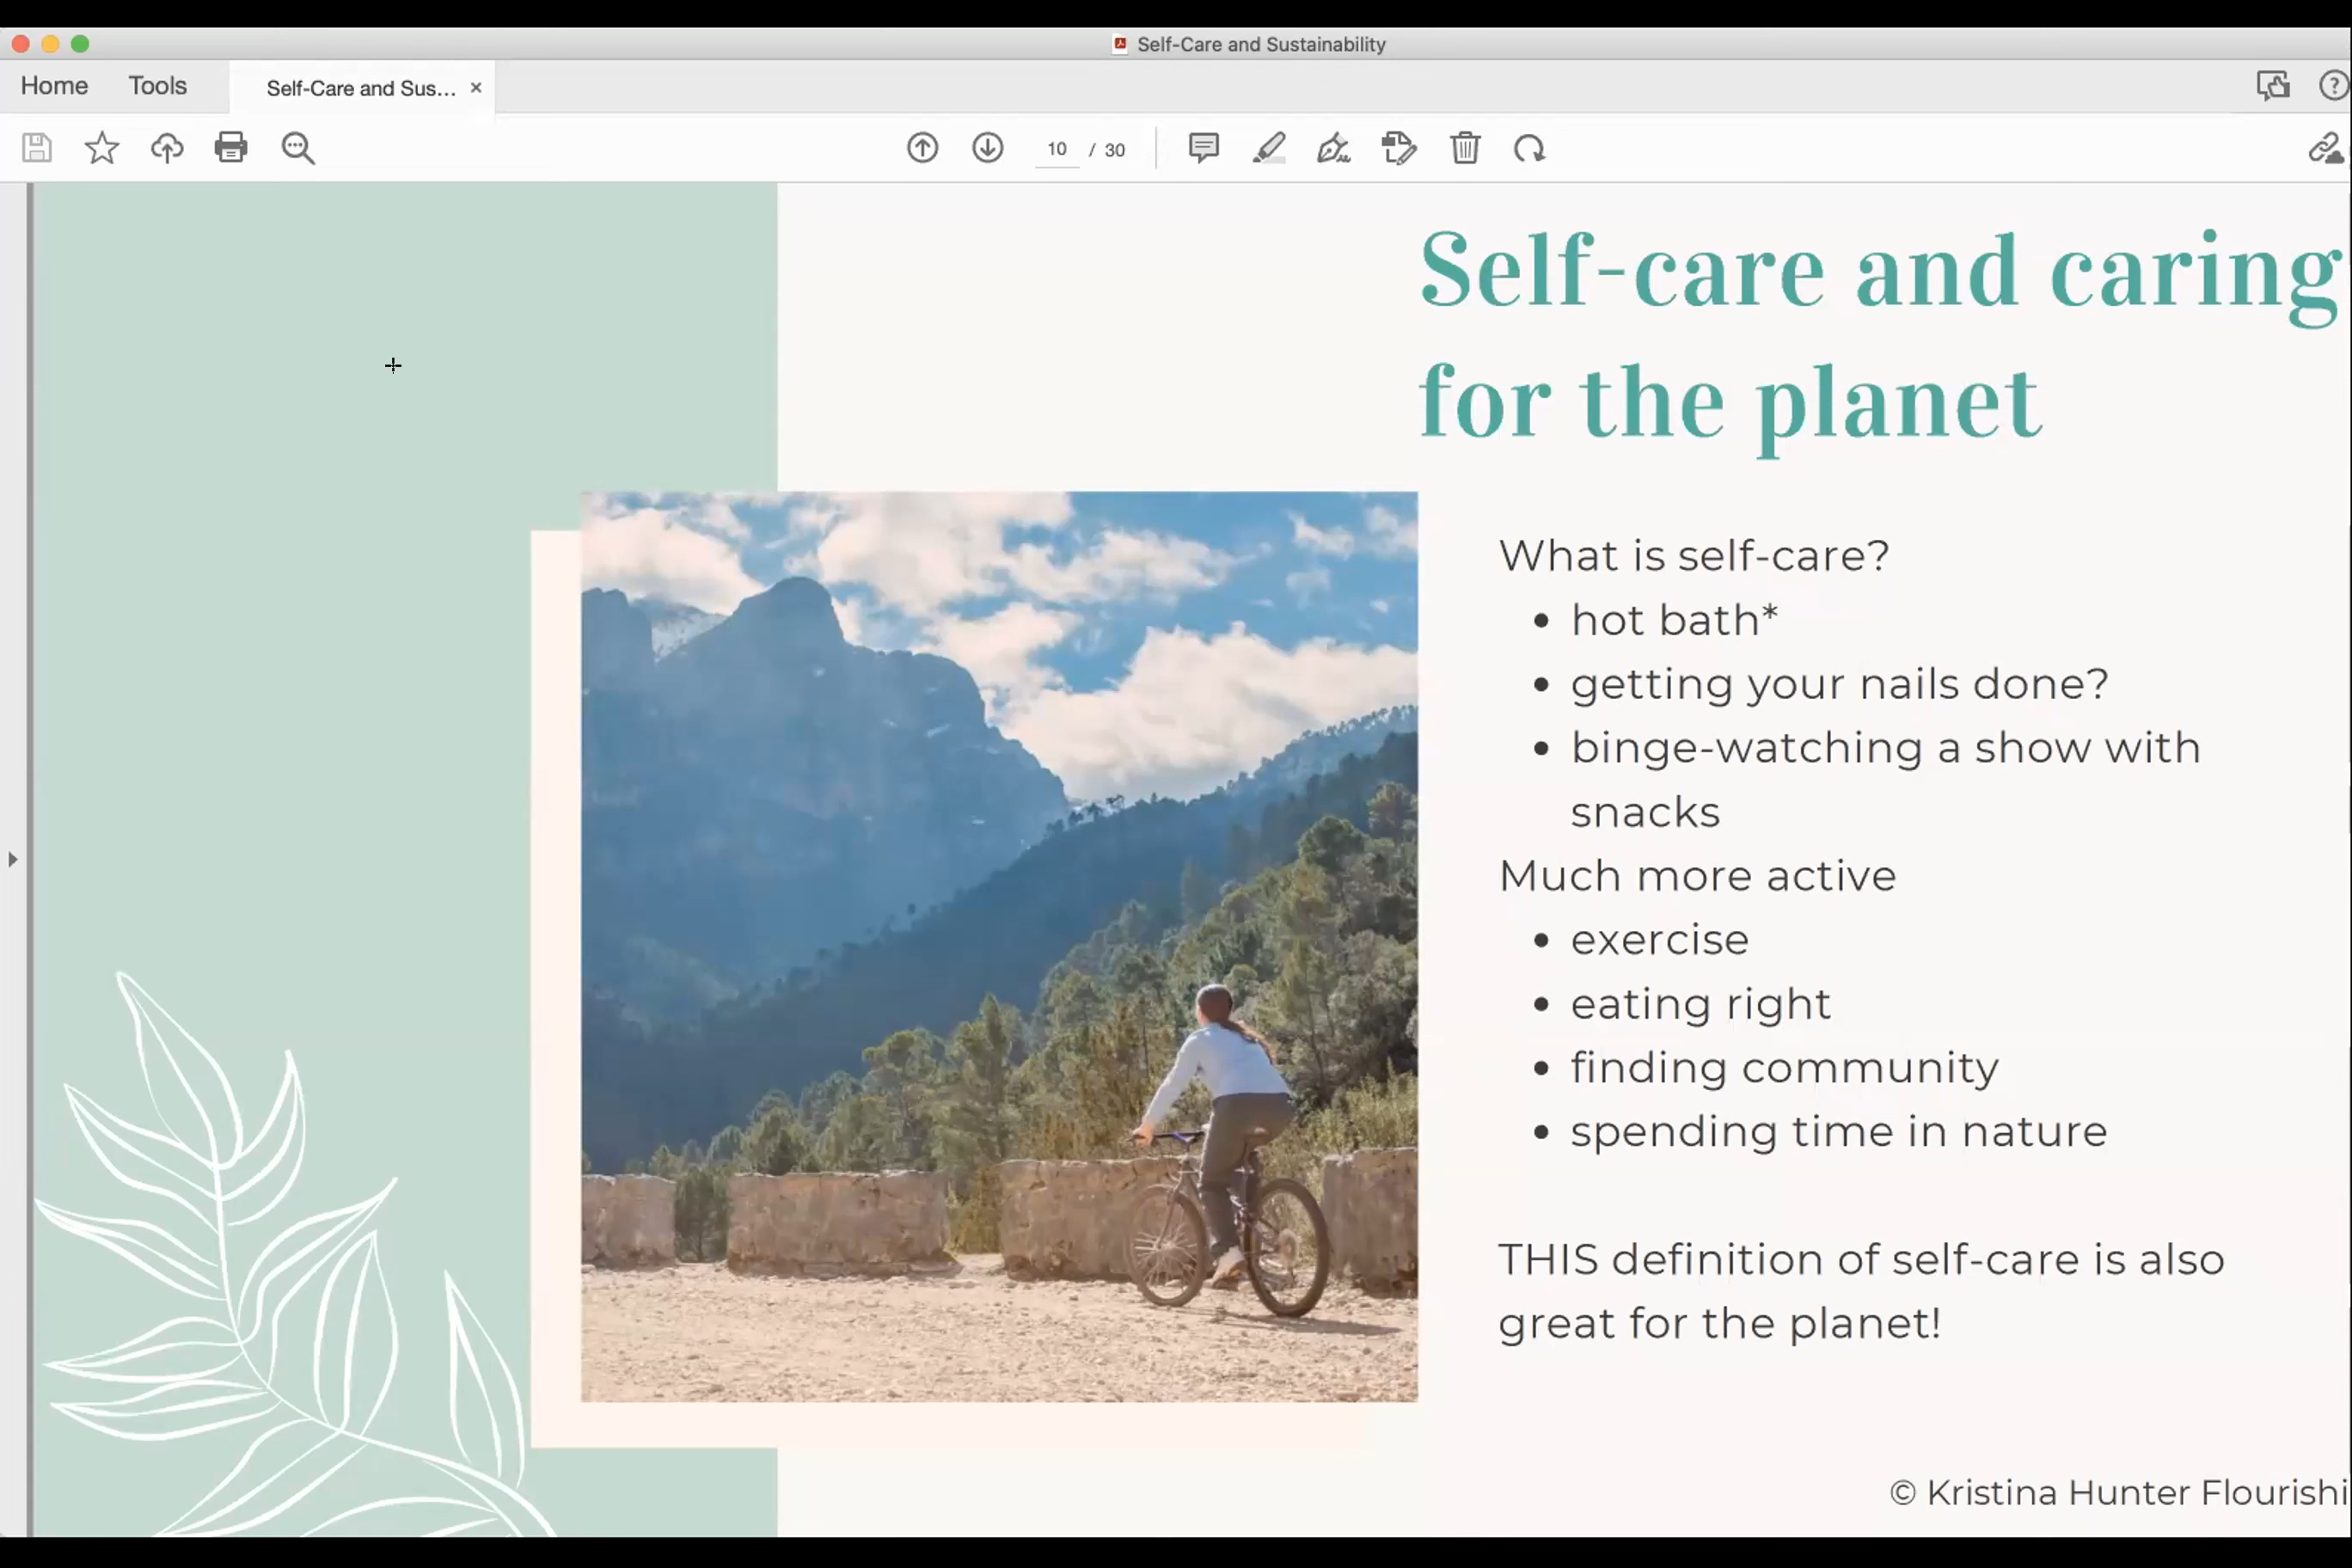 Self-Care and Sustainability
Home Tools Self-Care and Sus... ×
10 / 30
Self-care and caring
for the planet
What is self-care?
• hot bath*
• getting your nails done?
• binge-watching a show with
snacks
Much more active
• exercise
• eating right
• finding community
• spending time in nature
THIS definition of self-care is also
great for the planet!
© Kristina Hunter Flourishi